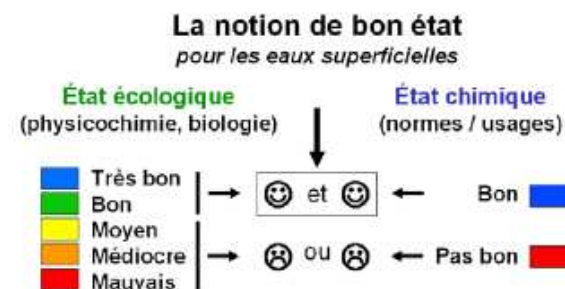 La notion de bon état
pour les eaux superficielles
État écologique
(physicochimie, biologie)
État chimique
(normes / usages)
Très bon
Bon
Moyen
Médiocre
Mauvais
et
ou
Bon
Pas bon